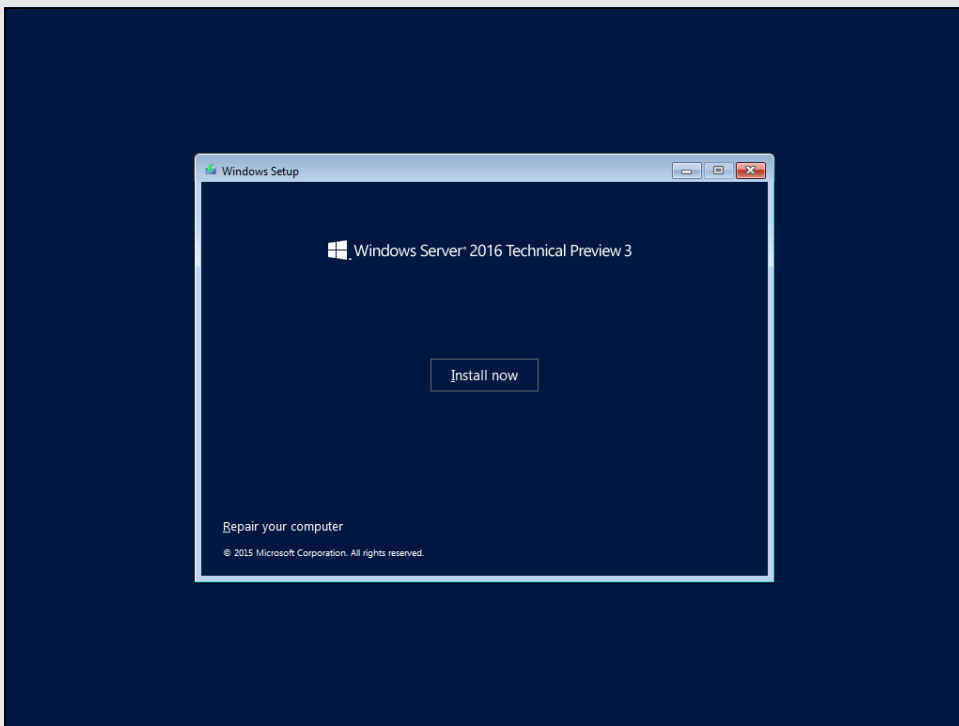 Windows Setup
Windows Server® 2016 Technical Preview 3
Install now
Repair your computer
© 2015 Microsoft Corporation. All rights reserved.